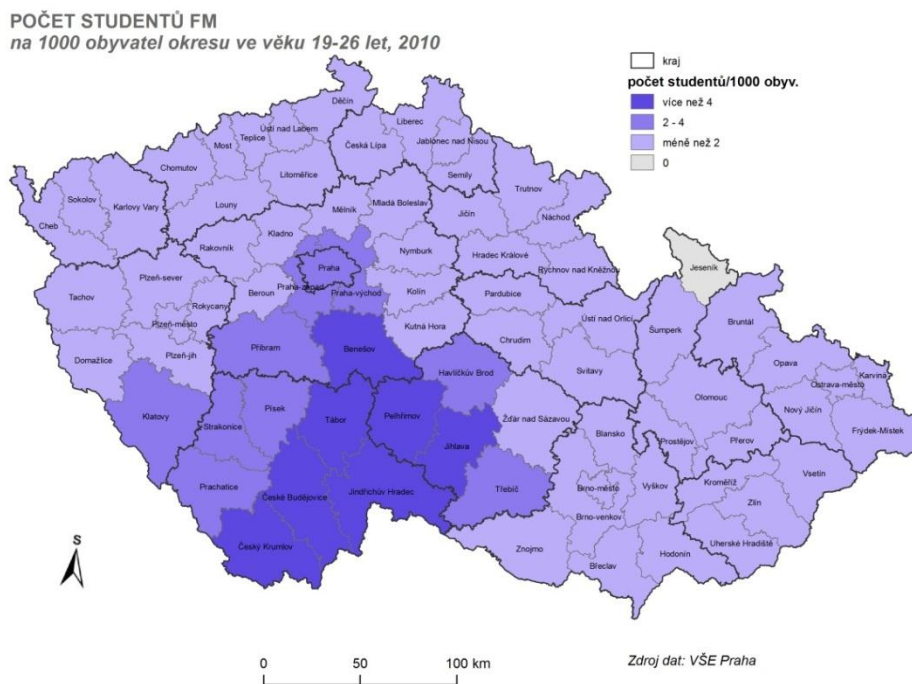 POČET STUDENTŮ FM
na 1000 obyvatel okresu ve věku 19-26 let, 2010
kraj
počet studentů/1000 obyv.
více než 4
2 - 4
méně než 2
0
Děčín
Liberec
Ústí nad Labem
Teplice
Most
Česká Lípa
Jablonec nad Nisou
Chomutov
Litoměřice
Semily
Trutnov
Sokolov
Karlovy Vary
Louny
Mladá Boleslav
Jičín
Náchod
Cheb
Mělník
Kladno
Rakovník
Nymburk
Hradec Králové
Rychnov nad Kněžnou
Jeseník
Praha
Plzeň-sever
Praha-západ
Praha-východ
Tachov
Beroun
Kolín
Pardubice
Rokycany
Plzeň-město
Kutná Hora
Ústí nad Orlicí
Šumperk
Bruntál
Plzeň-jih
Domažlice
Příbram
Benešov
Chrudim
Svitavy
Opava
Karviná
Ostrava-město
Havlíčkův Brod
Olomouc
Nový Jičín
Klatovy
Písek
Strakonice
Tábor
Pelhřimov
Žďár nad Sázavou
Blansko
Prostějov
Přerov
Frýdek-Místek
Jihlava
Vsetín
Prachatice
Třebíč
Brno-město
Vyškov
Kroměříž
České Budějovice
Jindřichův Hradec
Zlín
Brno-venkov
Český Krumlov
Znojmo
Hodonín
Uherské Hradiště
Břeclav
S
0 50 100 km
Zdroj dat: VŠE Praha